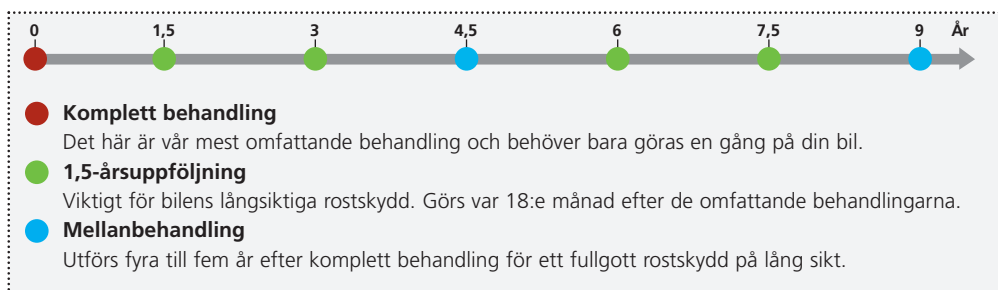 0 1,5 3 4,5 6 7,5 9 År
Komplett behandling
Det här är vår mest omfattande behandling och behöver bara göras en gång på din bil.
1,5-årsuppföljning
Viktigt för bilens långsiktiga rostskydd. Görs var 18:e månad efter de omfattande behandlingarna.
Mellanbehandling
Utförs fyra till fem år efter komplett behandling för ett fullgott rostskydd på lång sikt.